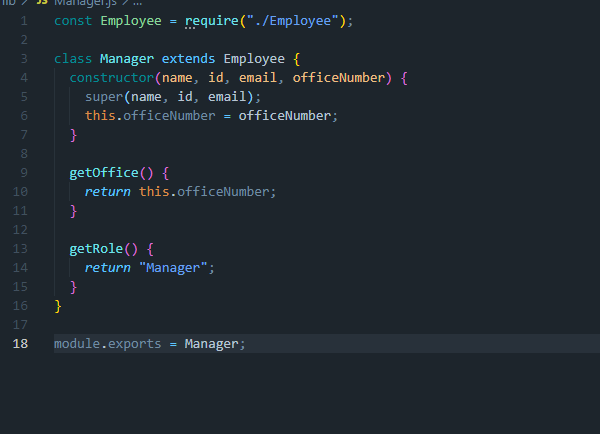 lib > JS Manager.js > ...
1 const Employee = require("./Employee");
2
3 class Manager extends Employee {
4   constructor(name, id, email, officeNumber) {
5     super(name, id, email);
6     this.officeNumber = officeNumber;
7   }
8
9   getOffice() {
10     return this.officeNumber;
11   }
12
13   getRole() {
14     return "Manager";
15   }
16 }
17
18 module.exports = Manager;